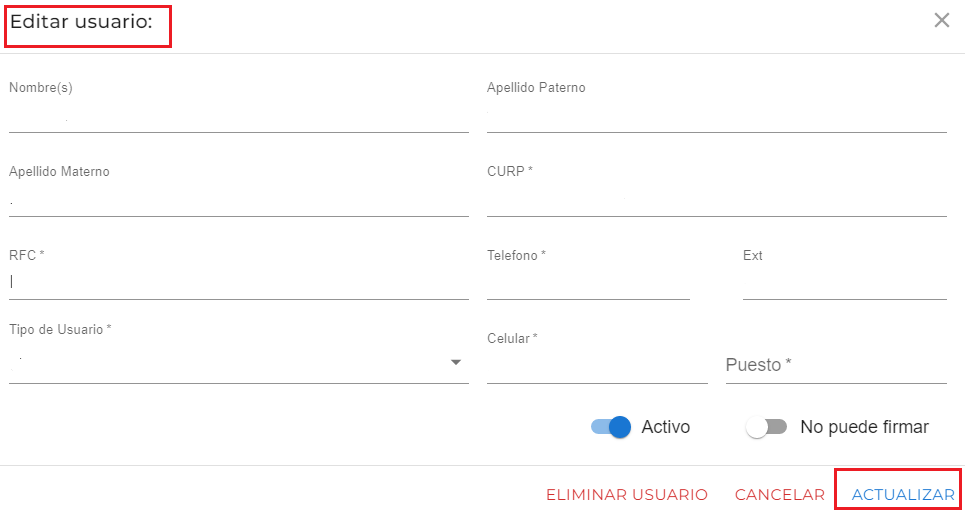 Editar usuario:
Nombre(s)
Apellido Paterno
Apellido Materno
CURP *
RFC *
Telefono *
Ext
Tipo de Usuario *
Celular *
Puesto *
Activo
No puede firmar
ELIMINAR USUARIO
CANCELAR
ACTUALIZAR